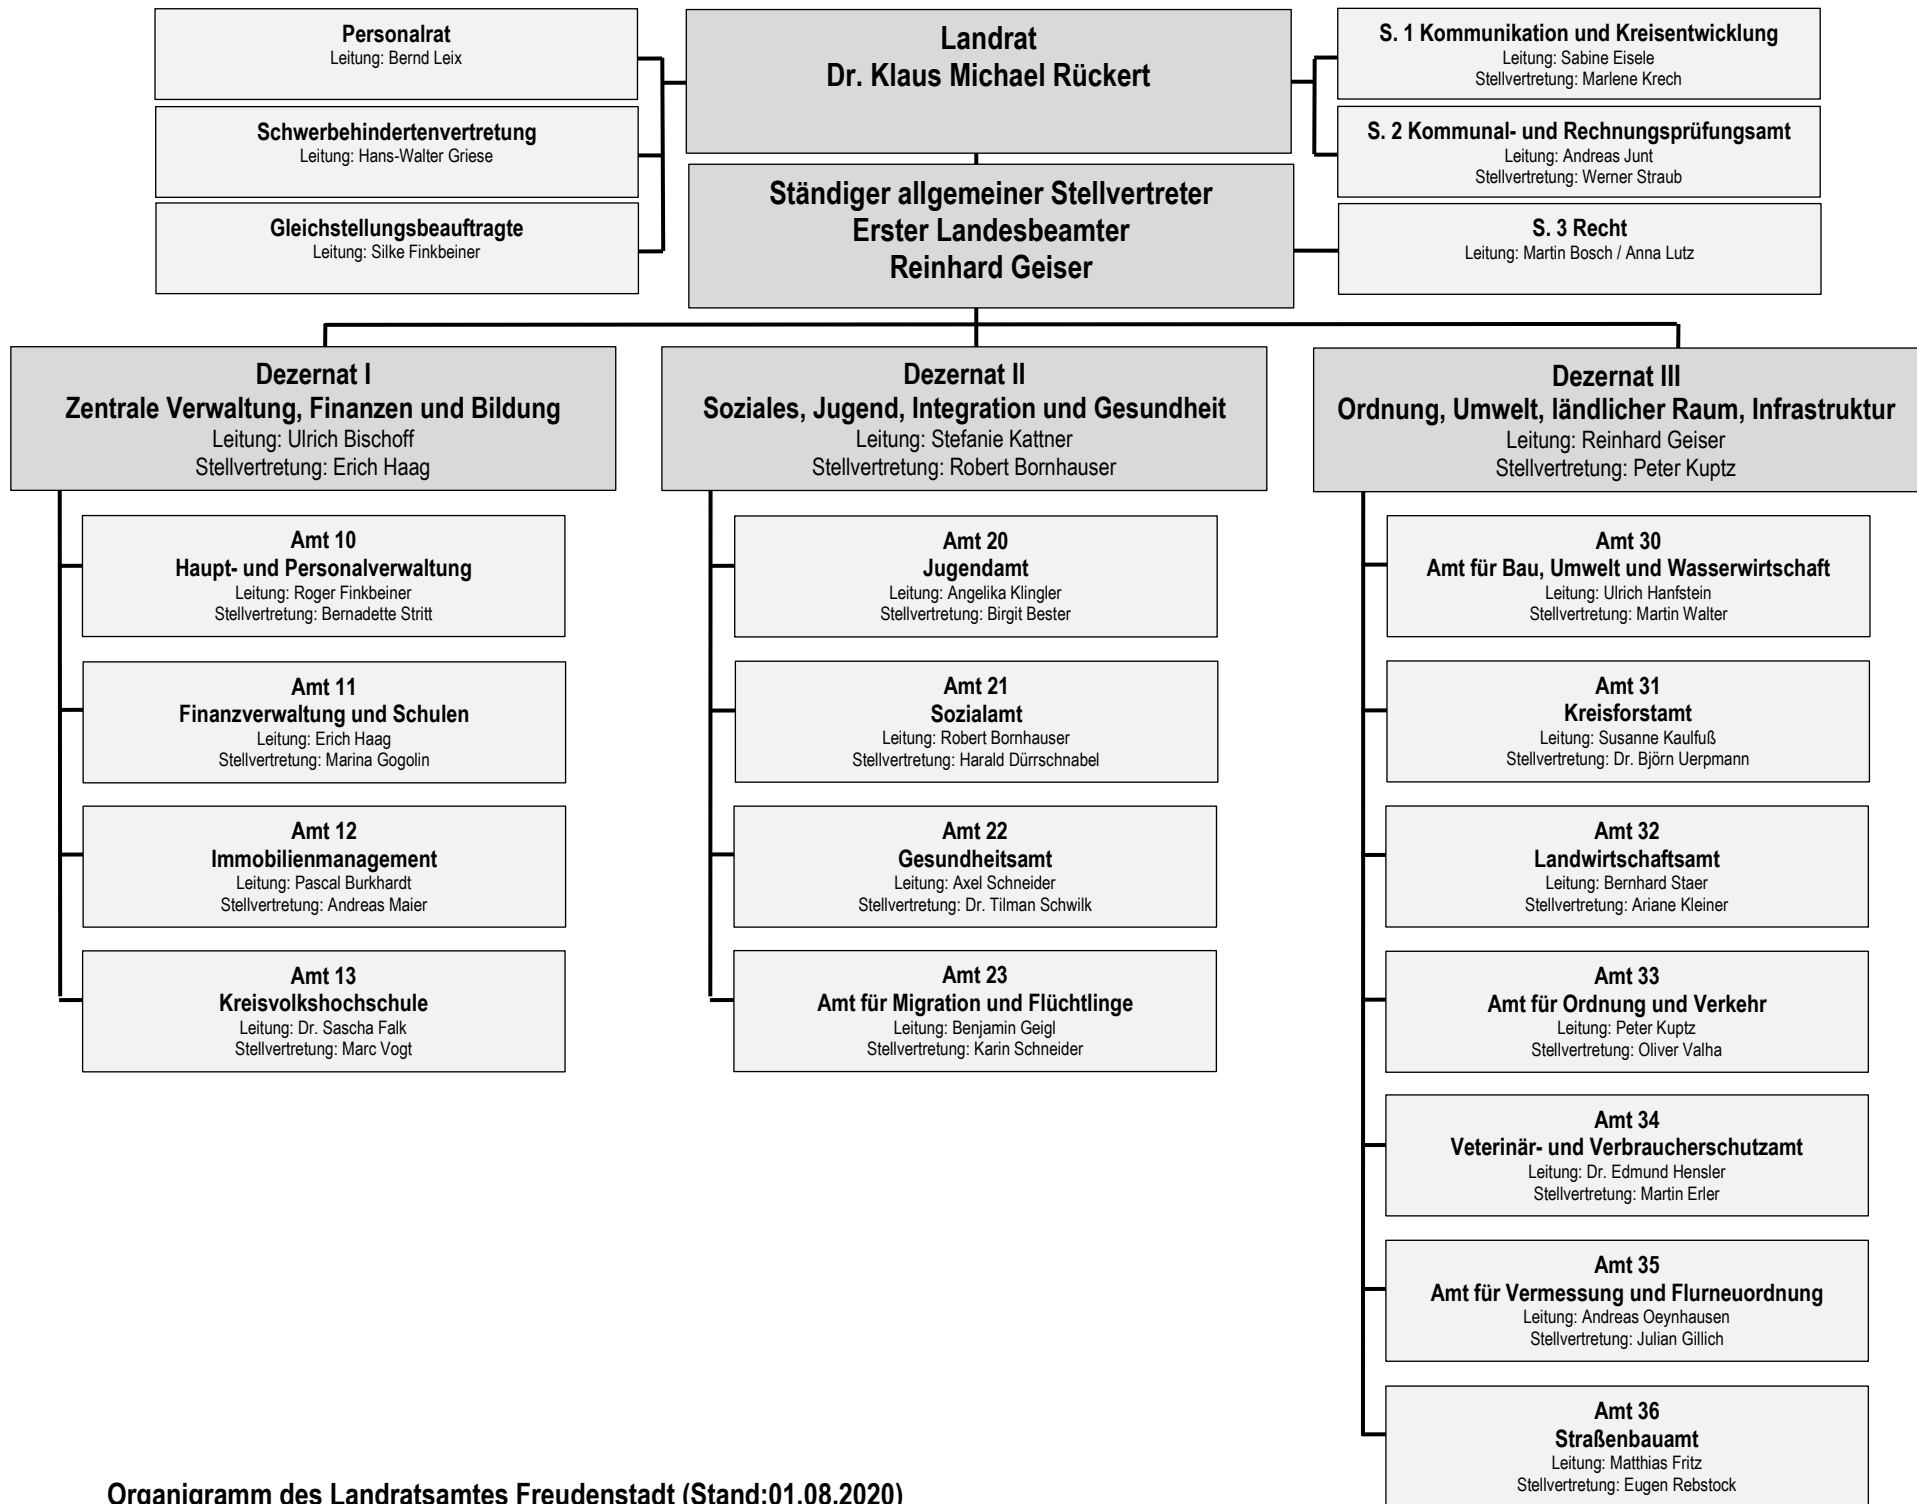 Personalrat
Leitung: Bernd Leix
Schwerbehindertenvertretung
Leitung: Hans-Walter Griese
Gleichstellungsbeauftragte
Leitung: Silke Finkbeiner
Landrat
Dr. Klaus Michael Rückert
Ständiger allgemeiner Stellvertreter
Erster Landesbeamter
Reinhard Geiser
S. 1 Kommunikation und Kreisentwicklung
Leitung: Sabine Eisele
Stellvertretung: Marlene Krech
S. 2 Kommunal- und Rechnungsprüfungsamt
Leitung: Andreas Junt
Stellvertretung: Werner Straub
S. 3 Recht
Leitung: Martin Bosch / Anna Lutz
Dezernat I
Zentrale Verwaltung, Finanzen und Bildung
Leitung: Ulrich Bischoff
Stellvertretung: Erich Haag
Amt 10
Haupt- und Personalverwaltung
Leitung: Roger Finkbeiner
Stellvertretung: Bernadette Stritt
Amt 11
Finanzverwaltung und Schulen
Leitung: Erich Haag
Stellvertretung: Marina Gogolin
Amt 12
Immobilienmanagement
Leitung: Pascal Burkhardt
Stellvertretung: Andreas Maier
Amt 13
Kreisvolkshochschule
Leitung: Dr. Sascha Falk
Stellvertretung: Marc Vogt
Dezernat II
Soziales, Jugend, Integration und Gesundheit
Leitung: Stefanie Kattner
Stellvertretung: Robert Bornhauser
Amt 20
Jugendamt
Leitung: Angelika Klingler
Stellvertretung: Birgit Bester
Amt 21
Sozialamt
Leitung: Robert Bornhauser
Stellvertretung: Harald Dürrschnabel
Amt 22
Gesundheitsamt
Leitung: Axel Schneider
Stellvertretung: Dr. Tilman Schwilk
Amt 23
Amt für Migration und Flüchtlinge
Leitung: Benjamin Geigl
Stellvertretung: Karin Schneider
Dezernat III
Ordnung, Umwelt, ländlicher Raum, Infrastruktur
Leitung: Reinhard Geiser
Stellvertretung: Peter Kuptz
Amt 30
Amt für Bau, Umwelt und Wasserwirtschaft
Leitung: Ulrich Hanfstein
Stellvertretung: Martin Walter
Amt 31
Kreisforstamt
Leitung: Susanne Kaulfuß
Stellvertretung: Dr. Björn Uerpmann
Amt 32
Landwirtschaftsamt
Leitung: Bernhard Staer
Stellvertretung: Ariane Kleiner
Amt 33
Amt für Ordnung und Verkehr
Leitung: Peter Kuptz
Stellvertretung: Oliver Valha
Amt 34
Veterinär- und Verbraucherschutzamt
Leitung: Dr. Edmund Hensler
Stellvertretung: Martin Erler
Amt 35
Amt für Vermessung und Flurneuordnung
Leitung: Andreas Oeynhausen
Stellvertretung: Julian Gillich
Amt 36
Straßenbauamt
Leitung: Matthias Fritz
Stellvertretung: Eugen Rebstock
Organigramm des Landratsamtes Freudenstadt (Stand:01.08.2020)